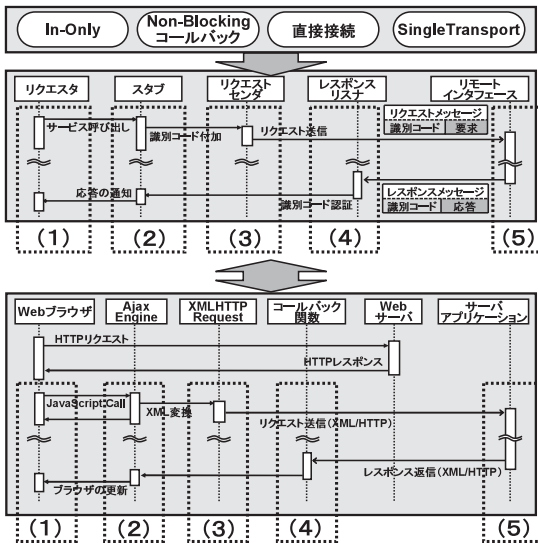 In-Only
Non-Blocking
コールバック
直接接続
SingleTransport
リクエスタ
スタブ
リクエスト
センダ
レスポンス
リスナ
リモート
インタフェース
サービス呼び出し
識別コード付加
リクエスト送信
リクエストメッセージ
識別コード 要求
応答の通知
識別コード認証
レスポンスメッセージ
識別コード 応答
(1) (2) (3) (4) (5)
Webブラウザ
Ajax
Engine
XMLHTTP
Request
コールバック
関数
Web
サーバ
サーバ
アプリケーション
HTTPリクエスト
HTTPレスポンス
JavaScript Call
XML変換
リクエスト送信(XML/HTTP)
レスポンス返信(XML/HTTP)
ブラウザの更新
(1) (2) (3) (4) (5)